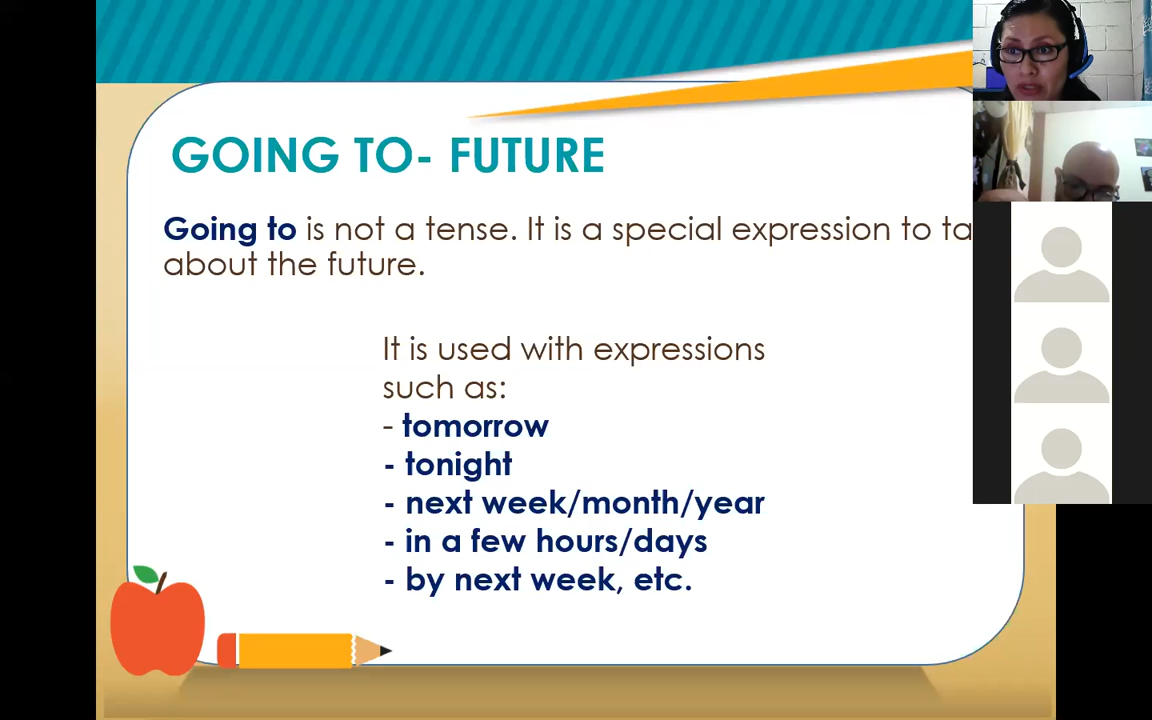 GOING TO- FUTURE
Going to is not a tense. It is a special expression to
about the future.
It is used with expressions
such as:
- tomorrow
- tonight
- next week/month/year
- in a few hours/days
- by next week, etc.